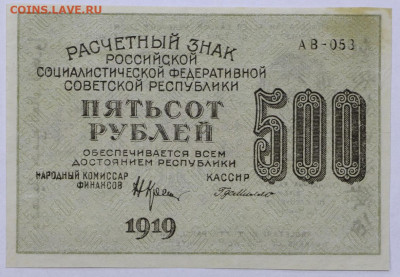 COINS.LAVE.RU
РАСЧЕТНЫЙ ЗНАК
РОССИЙСКОЙ
АВ-053
СОЦИАЛИСТИЧЕСКОЙ ФЕДЕРАТИВНОЙ
СОВЕТСКОЙ РЕСПУБЛИКИ
ПЯТЬСОТ
РУБЛЕЙ
500
ОБЕСПЕЧИВАЕТСЯ ВСЕМ
ДОСТОЯНИЕМ РЕСПУБЛИКИ
НАРОДНЫЙ КОМИССАР
ФИНАНСОВ
КАССИР
1919